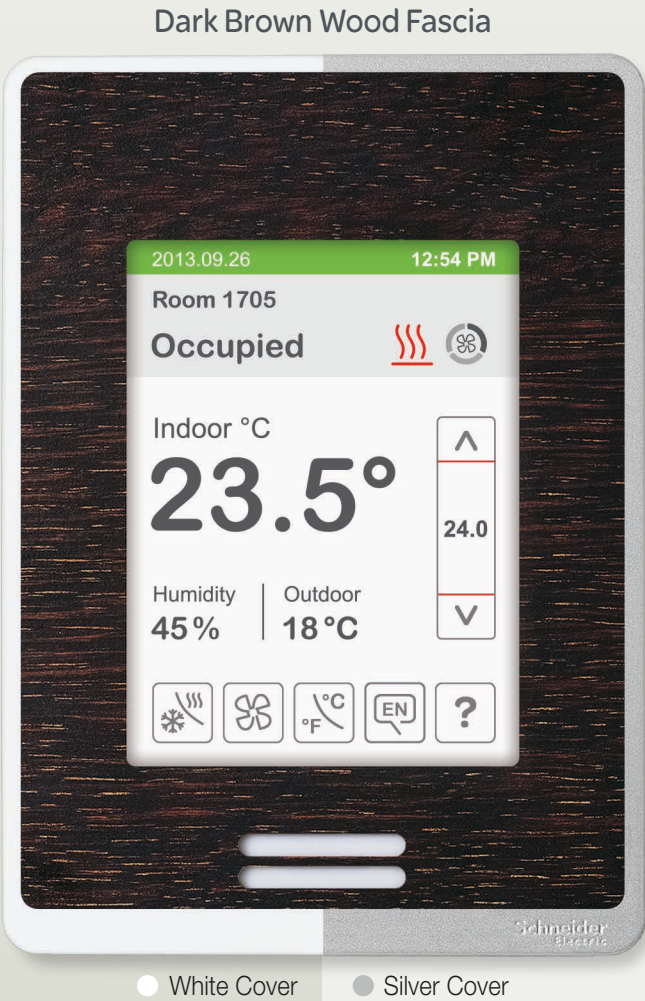 Dark Brown Wood Fascia
2013.09.26 12:54 PM
Room 1705
Occupied
Indoor °C
23.5°
24.0
Humidity Outdoor
45% 18°C
°C
°F
EN
?
Schneider
Electric
White Cover Silver Cover